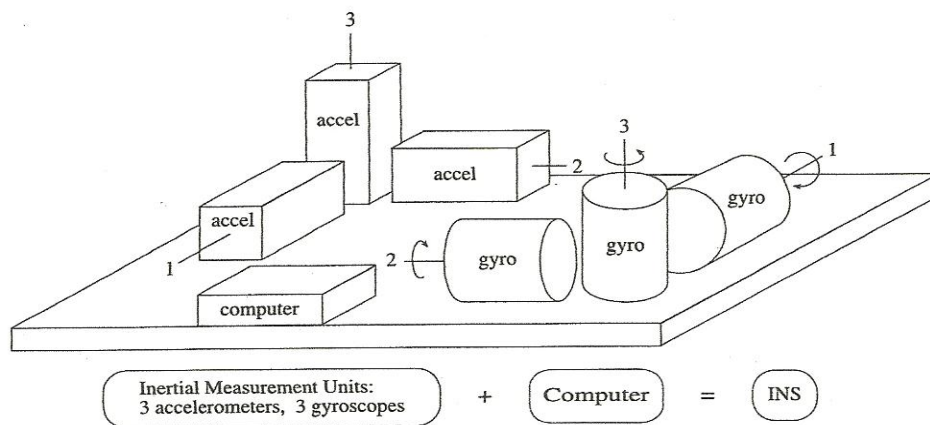 3
accel
3
accel
2
1
gyro
accel
1
gyro
2
gyro
computer
Inertial Measurement Units:
3 accelerometers, 3 gyroscopes
+
Computer
=
INS